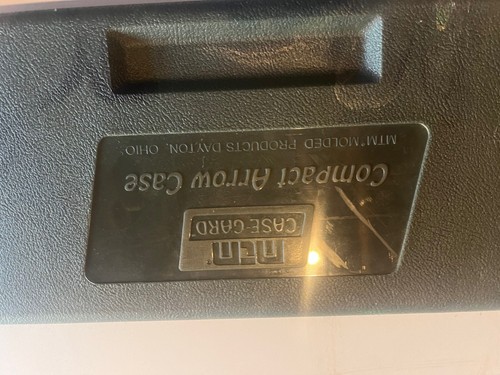 mtm®
CASE-GARD
Compact Arrow Case
MTM® MOLDED PRODUCTS DAYTON, OHIO